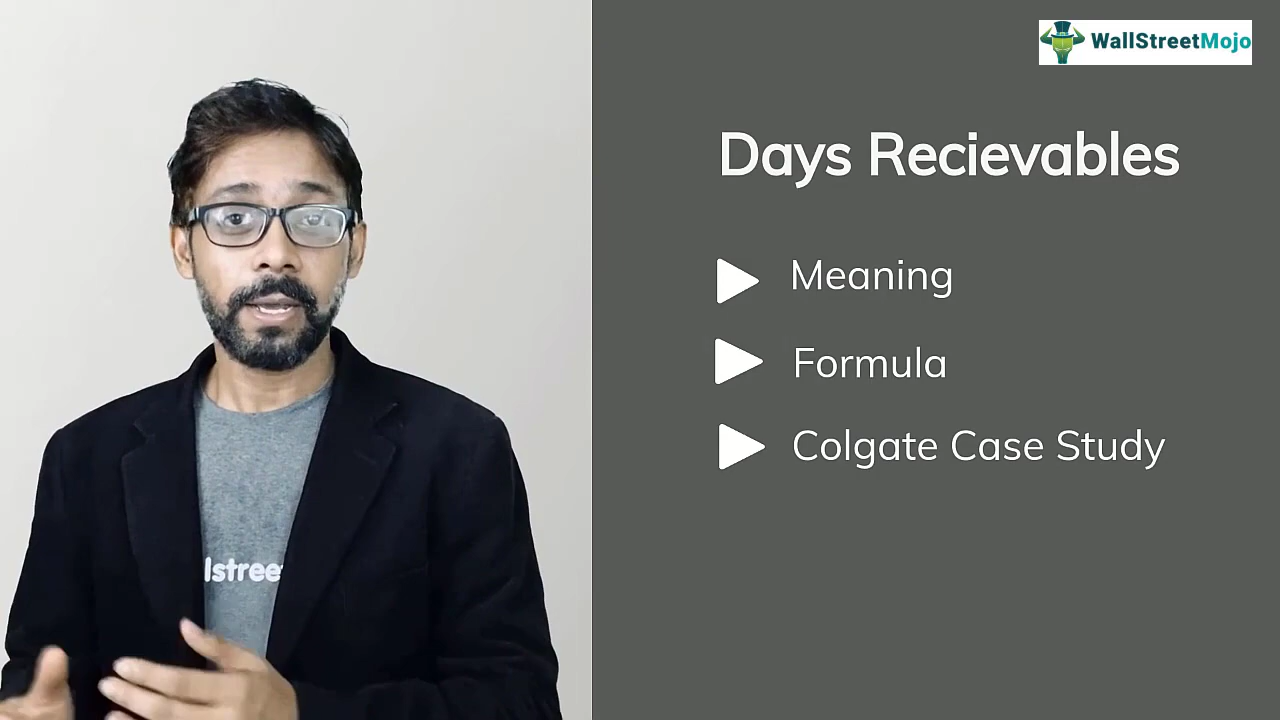 WallStreetMojo
Days Recievables
Meaning
Formula
Colgate Case Study
lstree